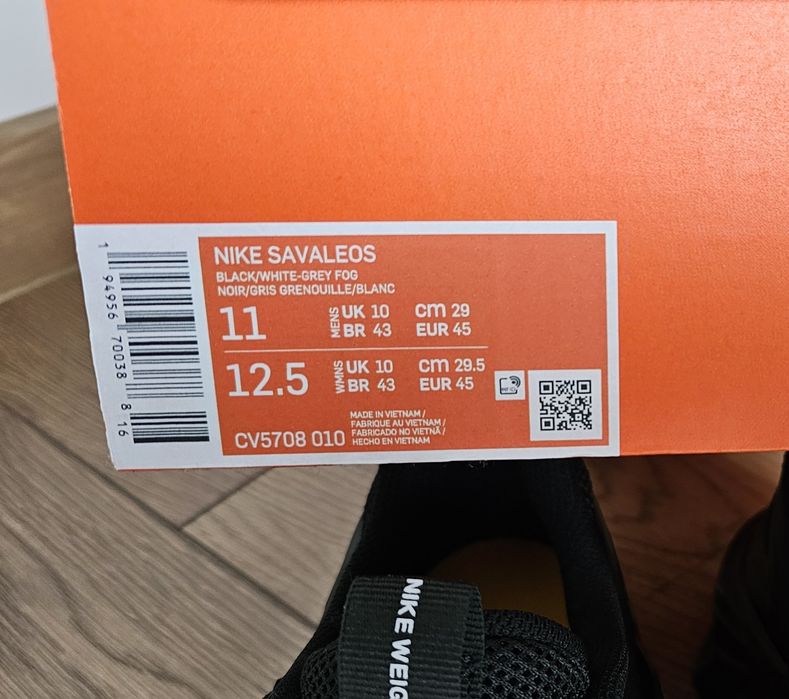 NIKE SAVALEOS
BLACK/WHITE-GREY FOG
NOIR/GRIS GRENOUILLE/BLANC
11 MENS UK 10 cm 29
BR 43 EUR 45
12.5 WMNS UK 10 cm 29.5
BR 43 EUR 45
CV5708 010
MADE IN VIETNAM /
FABRIQUE AU VIETNAM /
FABRICADO NO VIETNÃ /
HECHO EN VIETNAM
1 94956 70038 8 16
NIKE WEIG